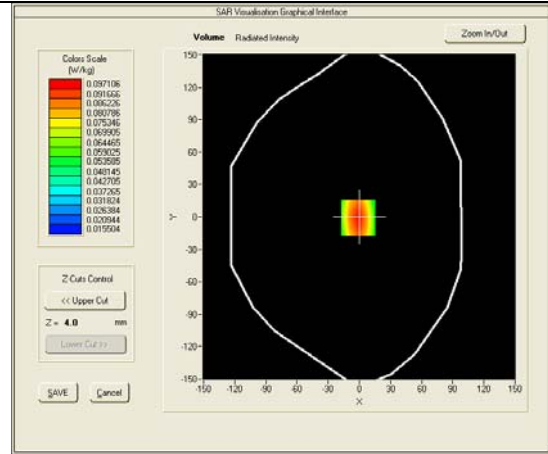 SAR Visualisation Graphical Interface
Volume Radiated Intensity
Zoom In/Out
Colors Scale
(W/kg)
0.097106
0.091666
0.086226
0.080786
0.075346
0.069905
0.064465
0.059025
0.053585
0.048145
0.042705
0.037265
0.031824
0.026384
0.020944
0.015504
Z Cuts Control
<< Upper Cut
Z = 4.0 mm
Lower Cut >>
SAVE Cancel
150
120
90
60
30
0
-30
-60
-90
-120
-150
Y
-150 -120 -90 -60 -30 0 30 60 90 120 150
X